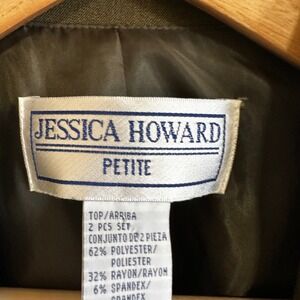 JESSICA HOWARD
PETITE
TOP/ARRIBA
2 PCS SET
CONJUNTO DE 2 PIEZA
62% POLYESTER/
POLIESTER
32% RAYON/RAYON
6% SPANDEX/
SPANDEX